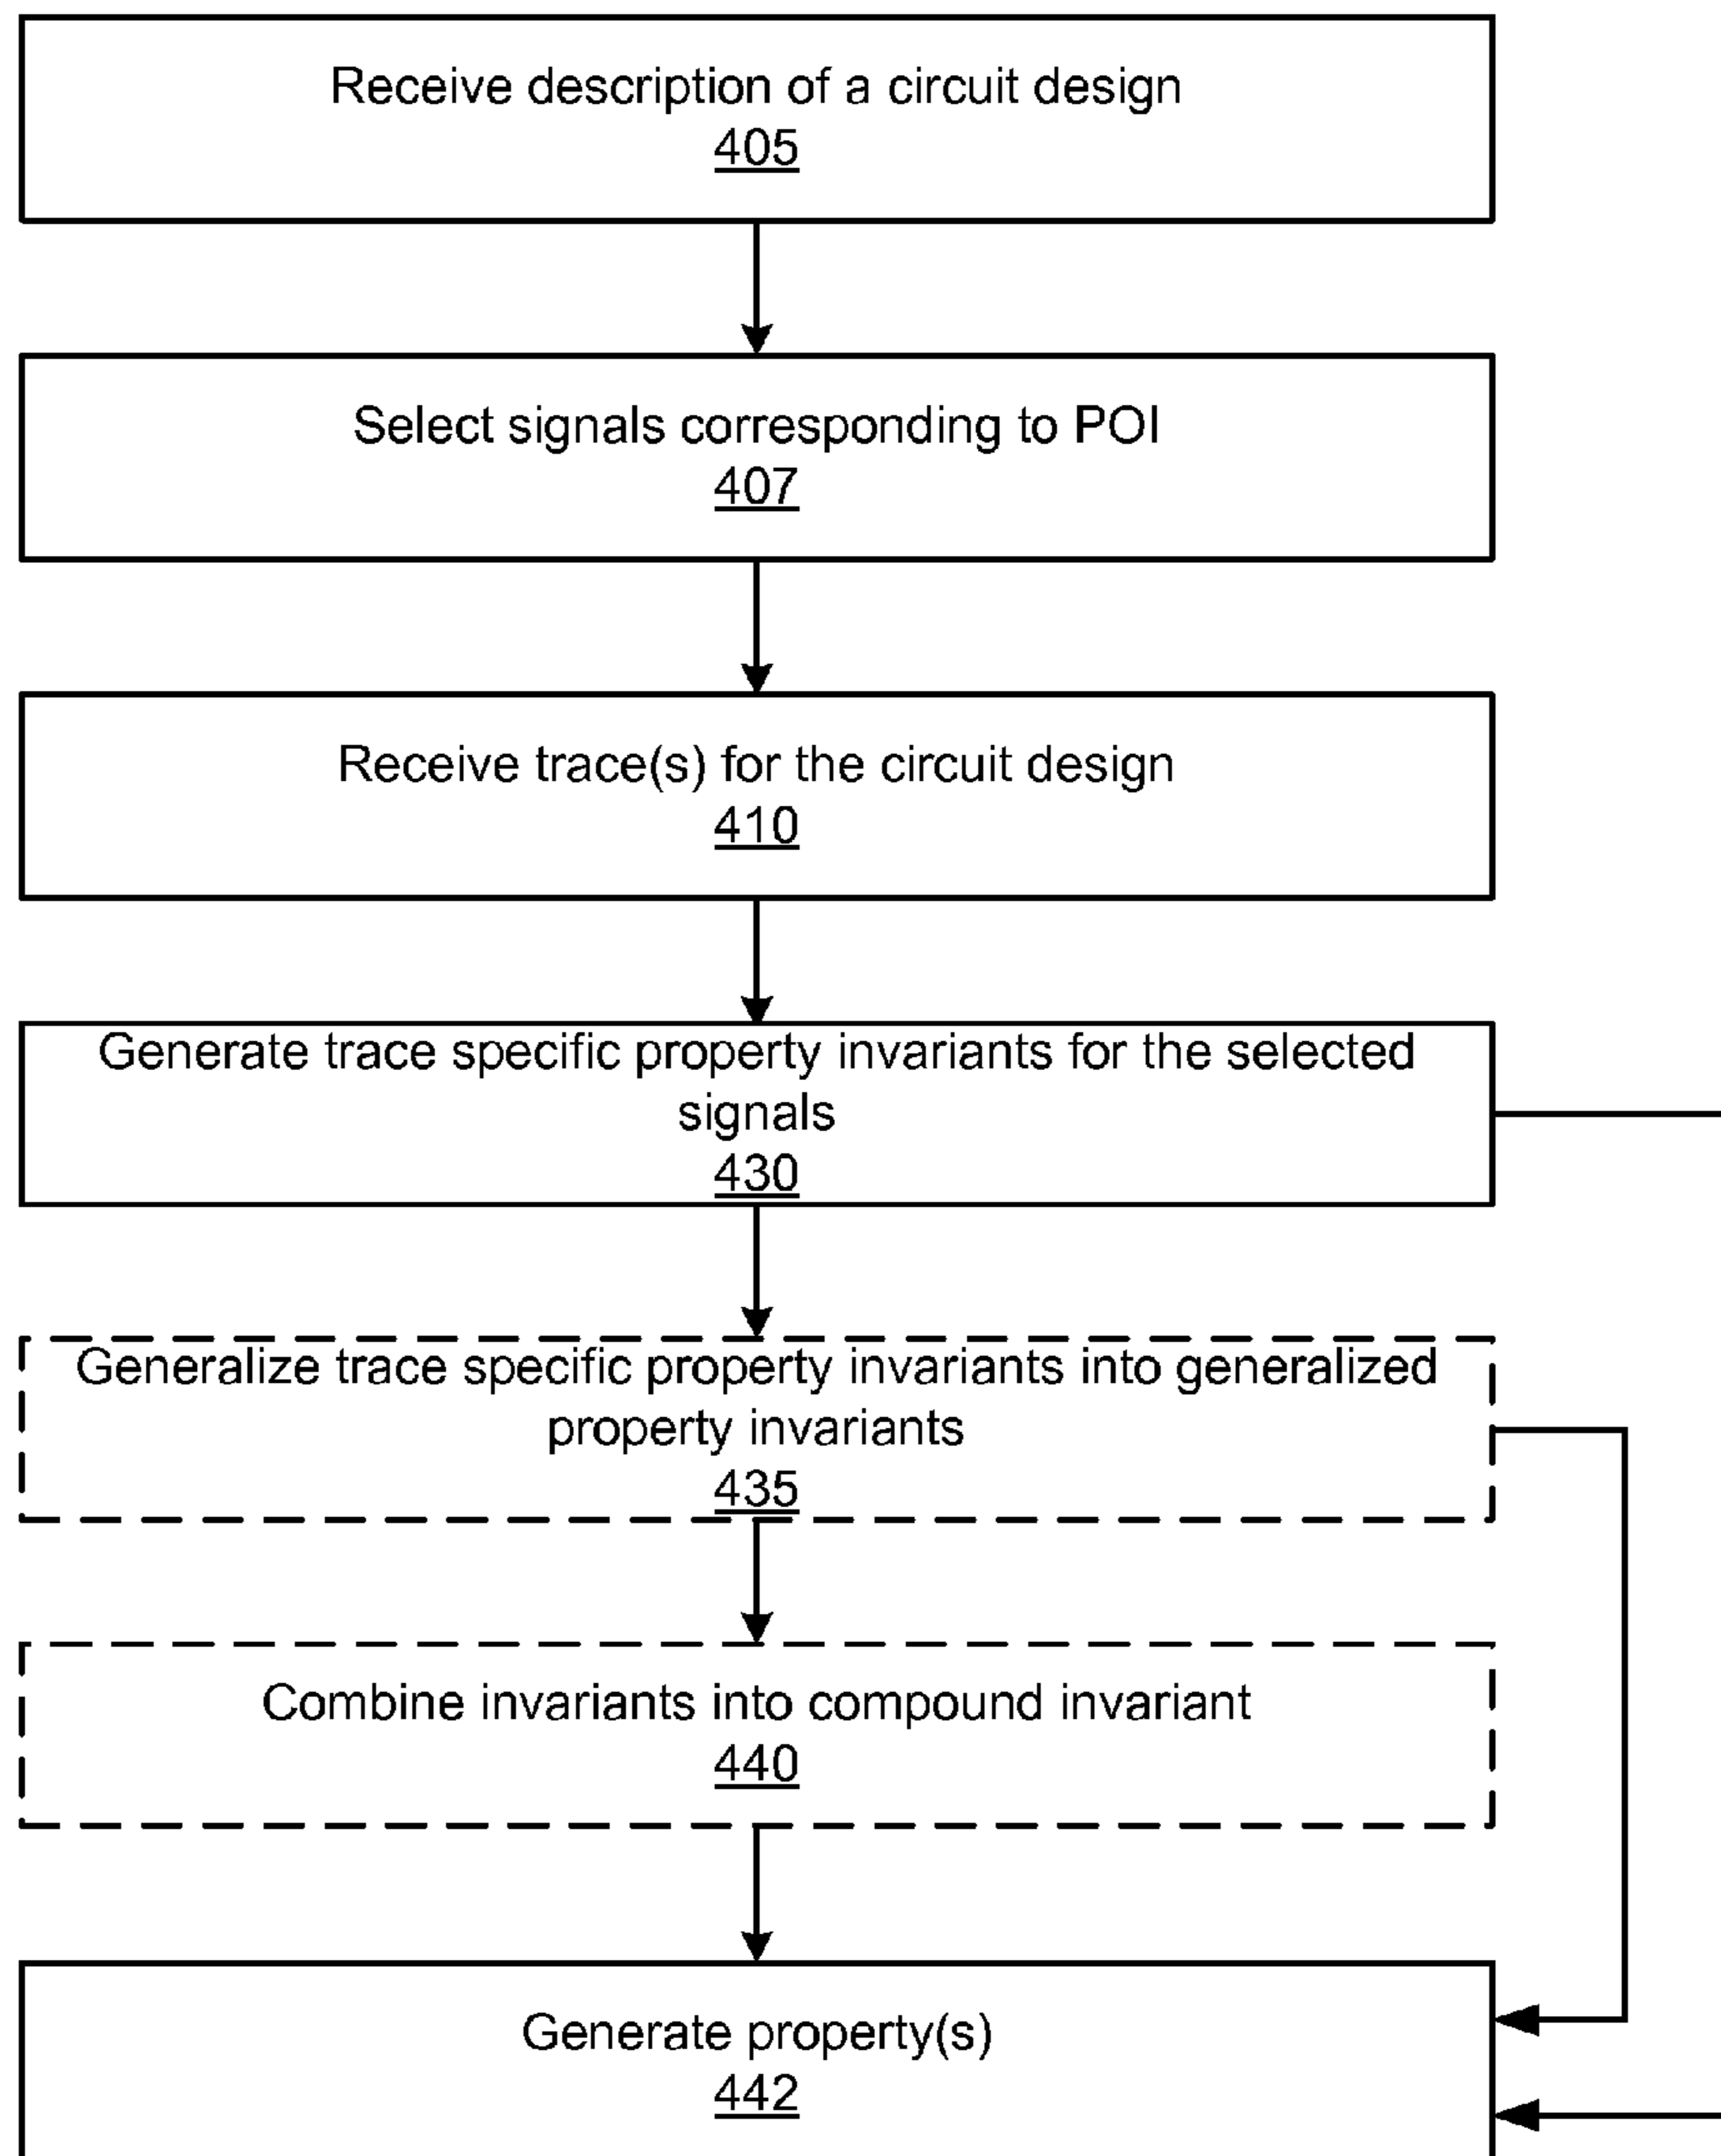 Receive description of a circuit design
405
Select signals corresponding to POI
407
Receive trace(s) for the circuit design
410
Generate trace specific property invariants for the selected
signals
430
Generalize trace specific property invariants into generalized
property invariants
435
Combine invariants into compound invariant
440
Generate property(s)
442